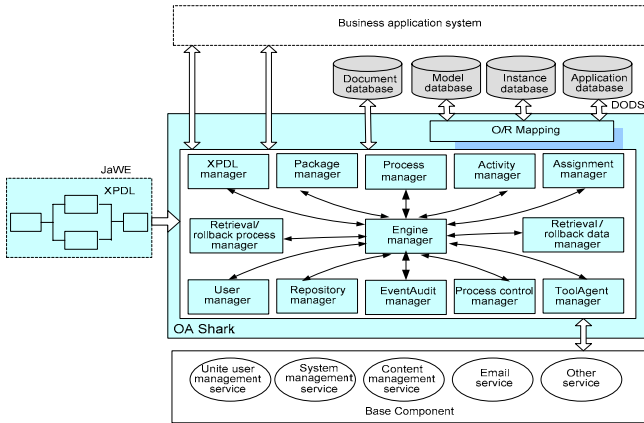 Business application system
Document
database
Model
database
Instance
database
Application
database
DODS
O/R Mapping
JaWE
XPDL
XPDL
manager
Package
manager
Process
manager
Activity
manager
Assignment
manager
Retrieval/
rollback process
manager
Engine
manager
Retrieval/
rollback data
manager
User
manager
Repository
manager
EventAudit
manager
Process control
manager
ToolAgent
manager
OA Shark
Unite user
management
service
System
management
service
Content
management
service
Email
service
Other
service
Base Component